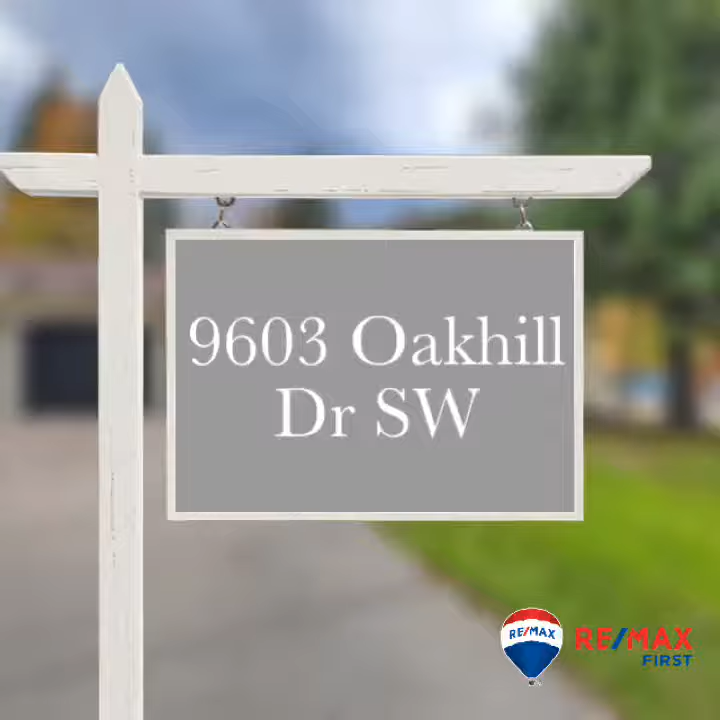 9603 Oakhill
Dr SW
RE/MAX
RE/MAX
FIRST